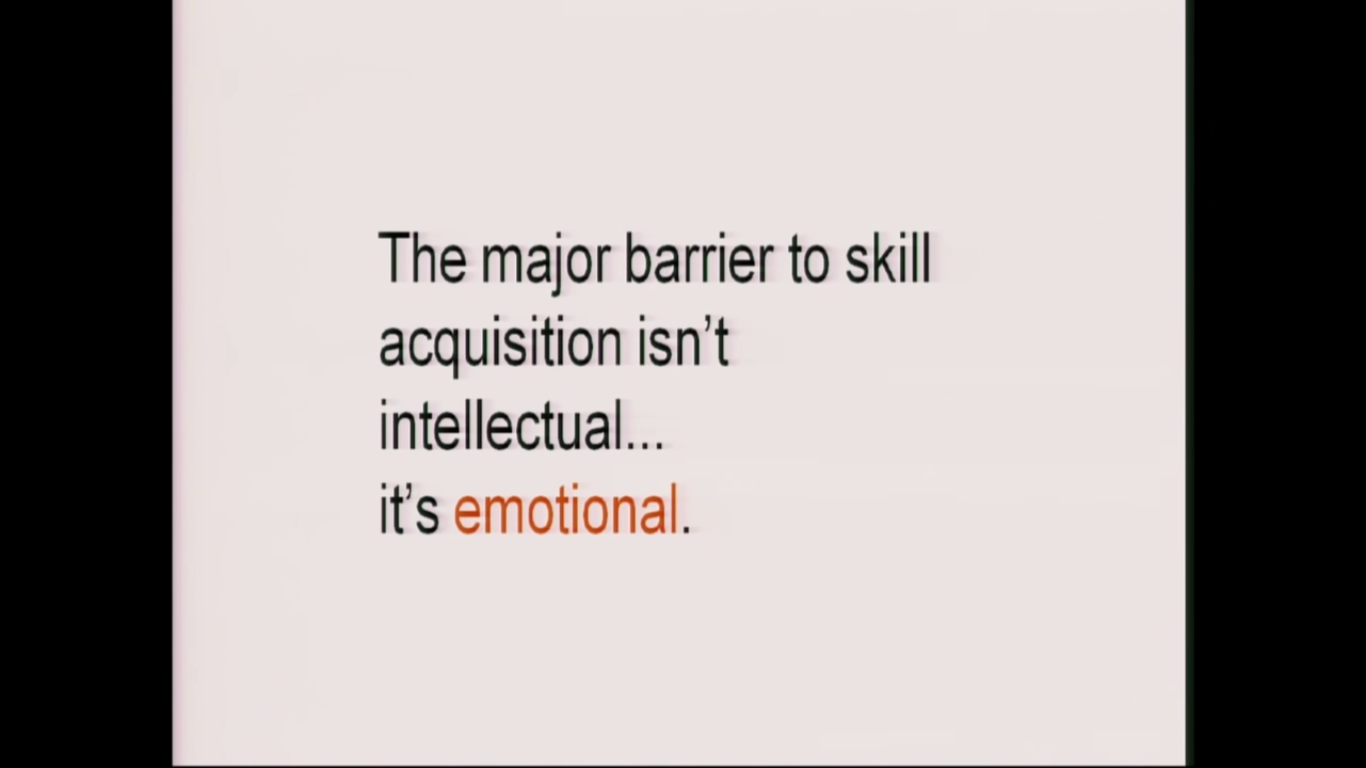 The major barrier to skill
acquisition isn’t
intellectual...
it’s emotional.